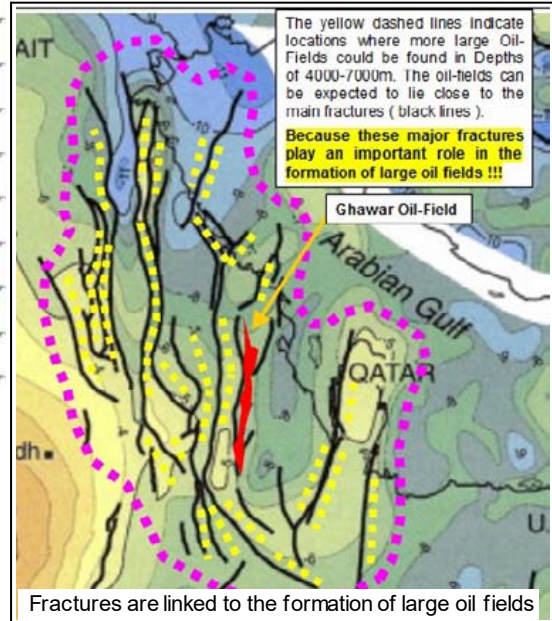 The yellow dashed lines indicate
locations where more large Oil-
Fields could be found in Depths
of 4000-7000m. The oil-fields can
be expected to lie close to the
main fractures ( black lines ).
Because these major fractures
play an important role in the
formation of large oil fields !!!
AIT
Ghawar Oil-Field
Arabian Gulf
QATAR
dh
U.
Fractures are linked to the formation of large oil fields